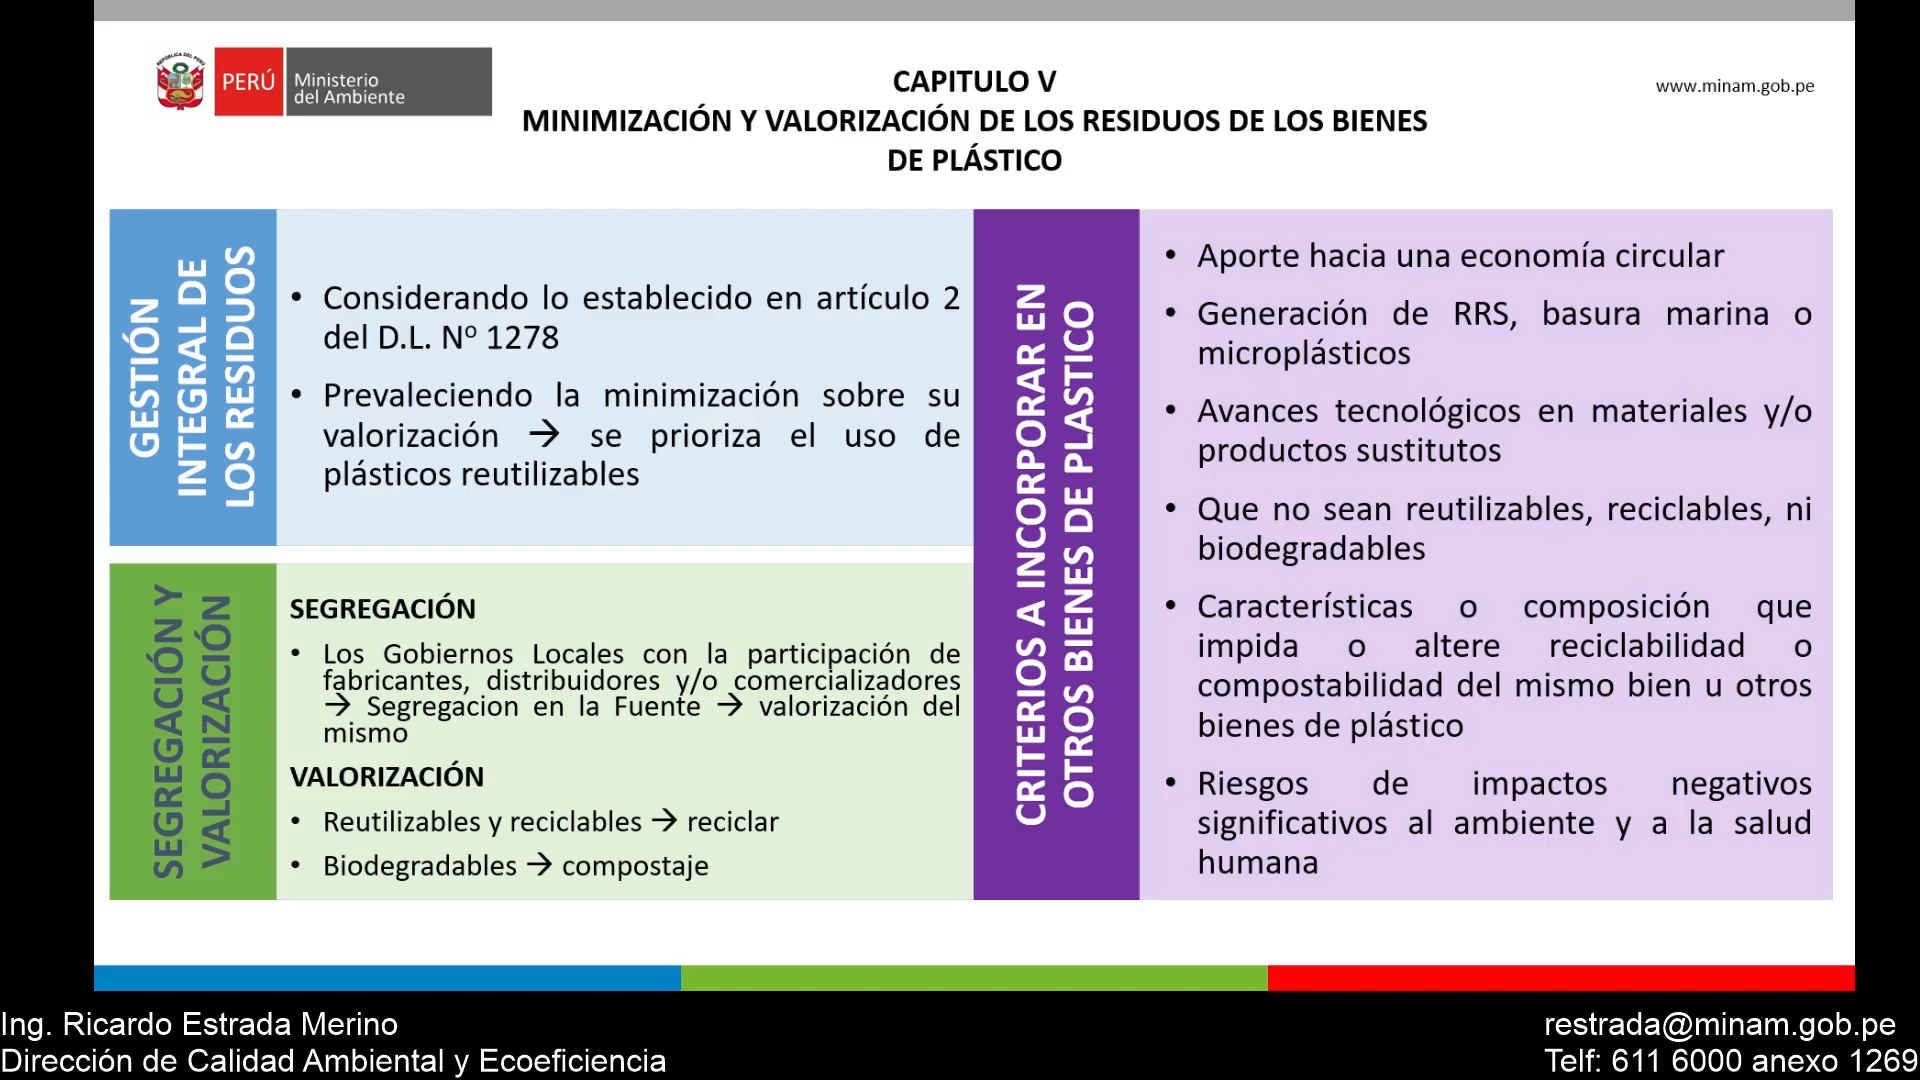 REPÚBLICA DEL PERÚ
PERÚ
Ministerio
del Ambiente
CAPITULO V
MINIMIZACIÓN Y VALORIZACIÓN DE LOS RESIDUOS DE LOS BIENES
DE PLÁSTICO
www.minam.gob.pe
GESTIÓN
INTEGRAL DE
LOS RESIDUOS
• Considerando lo establecido en artículo 2
del D.L. Nº 1278
• Prevaleciendo la minimización sobre su
valorización → se prioriza el uso de
plásticos reutilizables
SEGREGACIÓN Y
VALORIZACIÓN
SEGREGACIÓN
• Los Gobiernos Locales con la participación de
fabricantes, distribuidores y/o comercializadores
→ Segregacion en la Fuente → valorización del
mismo
VALORIZACIÓN
• Reutilizables y reciclables → reciclar
• Biodegradables → compostaje
CRITERIOS A INCORPORAR EN
OTROS BIENES DE PLASTICO
• Aporte hacia una economía circular
• Generación de RRS, basura marina o
microplásticos
• Avances tecnológicos en materiales y/o
productos sustitutos
• Que no sean reutilizables, reciclables, ni
biodegradables
• Características o composición que
impida o altere reciclabilidad o
compostabilidad del mismo bien u otros
bienes de plástico
• Riesgos de impactos negativos
significativos al ambiente y a la salud
humana
Ing. Ricardo Estrada Merino
Dirección de Calidad Ambiental y Ecoeficiencia
restrada@minam.gob.pe
Telf: 611 6000 anexo 1269